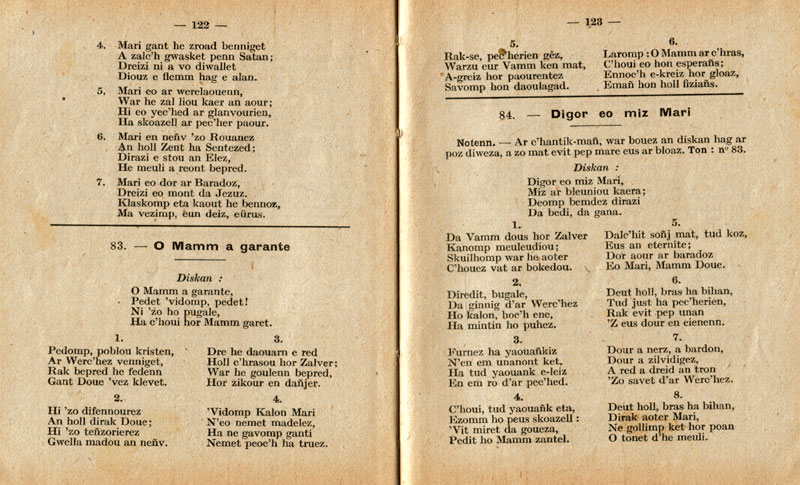 — 122 —
4. Mari gant he zroad benniget
A zalc'h gwasket penn Satan;
Dreizi ni a vo diwallet
Diouz e flemm hag e alan.
5. Mari eo ar werelaouenn,
War he zal liou kaer an aour;
Hi eo yec'hed ar glanvourien,
Ha skoazell ar pec'her paour.
6. Mari en neñv 'zo Rouanez
An holl Zent ha Sentezed;
Dirazi e stou an Elez,
He meuli a reont bepred.
7. Mari eo dor ar Baradoz,
Dreizi eo mont da Jezuz.
Klaskomp eta kaout he bennoz,
Ma vezimp, eun deiz, eürus.
83. — O Mamm a garante
Diskan :
O Mamm a garante,
Pedet 'vidomp, pedet!
Ni 'zo ho pugale,
Ha c'houi hor Mamm garet.
1.
Pedomp, poblou kristen,
Ar Werc'hez venniget,
Rak bepred he fedenn
Gant Doue 'vez klevet.
2.
Hi 'zo difennourez
An holl dirak Doue;
Hi 'zo teñzorierez
Gwella madou an neñv.
3.
Dre he daouarn e red
Holl c'hrasou hor Zalver;
War he goulenn bepred,
Hor zikour en dañjer.
4.
'Vidomp Kalon Mari
N'eo nemet madelez,
Ha ne gavomp ganti
Nemet peoc'h ha truez.
— 123 —
5.
Rak-se, pec'herien gêz,
Warzu eur Vamm ken mat,
A-greiz hor paourentez
Savomp hon daoulagad.
6.
Laromp : O Mamm ar c'hras,
C'houi eo hon esperañs;
Ennoc'h e-kreiz hor gloaz,
Emañ hon holl fizians.
84. — Digor eo miz Mari
Notenn. — Ar c'hantik-mañ, war bouez an diskan hag ar
poz diweza, a zo mat evit pep mare eus ar bloaz. Ton : nº 83.
Diskan :
Digor eo miz Mari,
Miz ar bleuniou kaera;
Deomp bemdez dirazi
Da bedi, da gana.
1.
Da Vamm dous hor Zalver
Kanomp meuleudiou;
Skuilhomp war he aoter
C'houez vat ar bokedou.
2.
Diredit, bugale,
Da ginnig d'ar Werc'hez
Ho kalon, hoc'h ene,
Ha mintin ho puhez.
3.
Furnez ha yaouañkiz
N'en em unanont ket.
Ha tud yaouank e-leiz
En em ro d'ar pec'hed.
4.
C'houi, tud yaouañk eta,
Ezomm ho peus skoazell :
'Vit miret da goueza,
Pedit ho Mamm zantel.
5.
Dalc'hit soñj mat, tud koz,
Eus an eternite;
Dor aour ar baradoz
Eo Mari, Mamm Doue.
6.
Deut holl, bras ha bihan,
Tud just ha pec'herien,
Rak evit pep unan
'Z eus dour en eienenn.
7.
Dour a nerz, a bardon,
Dour a zilvidigez,
A red a dreid an tron
'Zo savet d'ar Werc'hez.
8.
Deut holl, bras ha bihan,
Dirak aoter Mari,
Ne gollimp ket hor poan
O tonet d'he meuli.